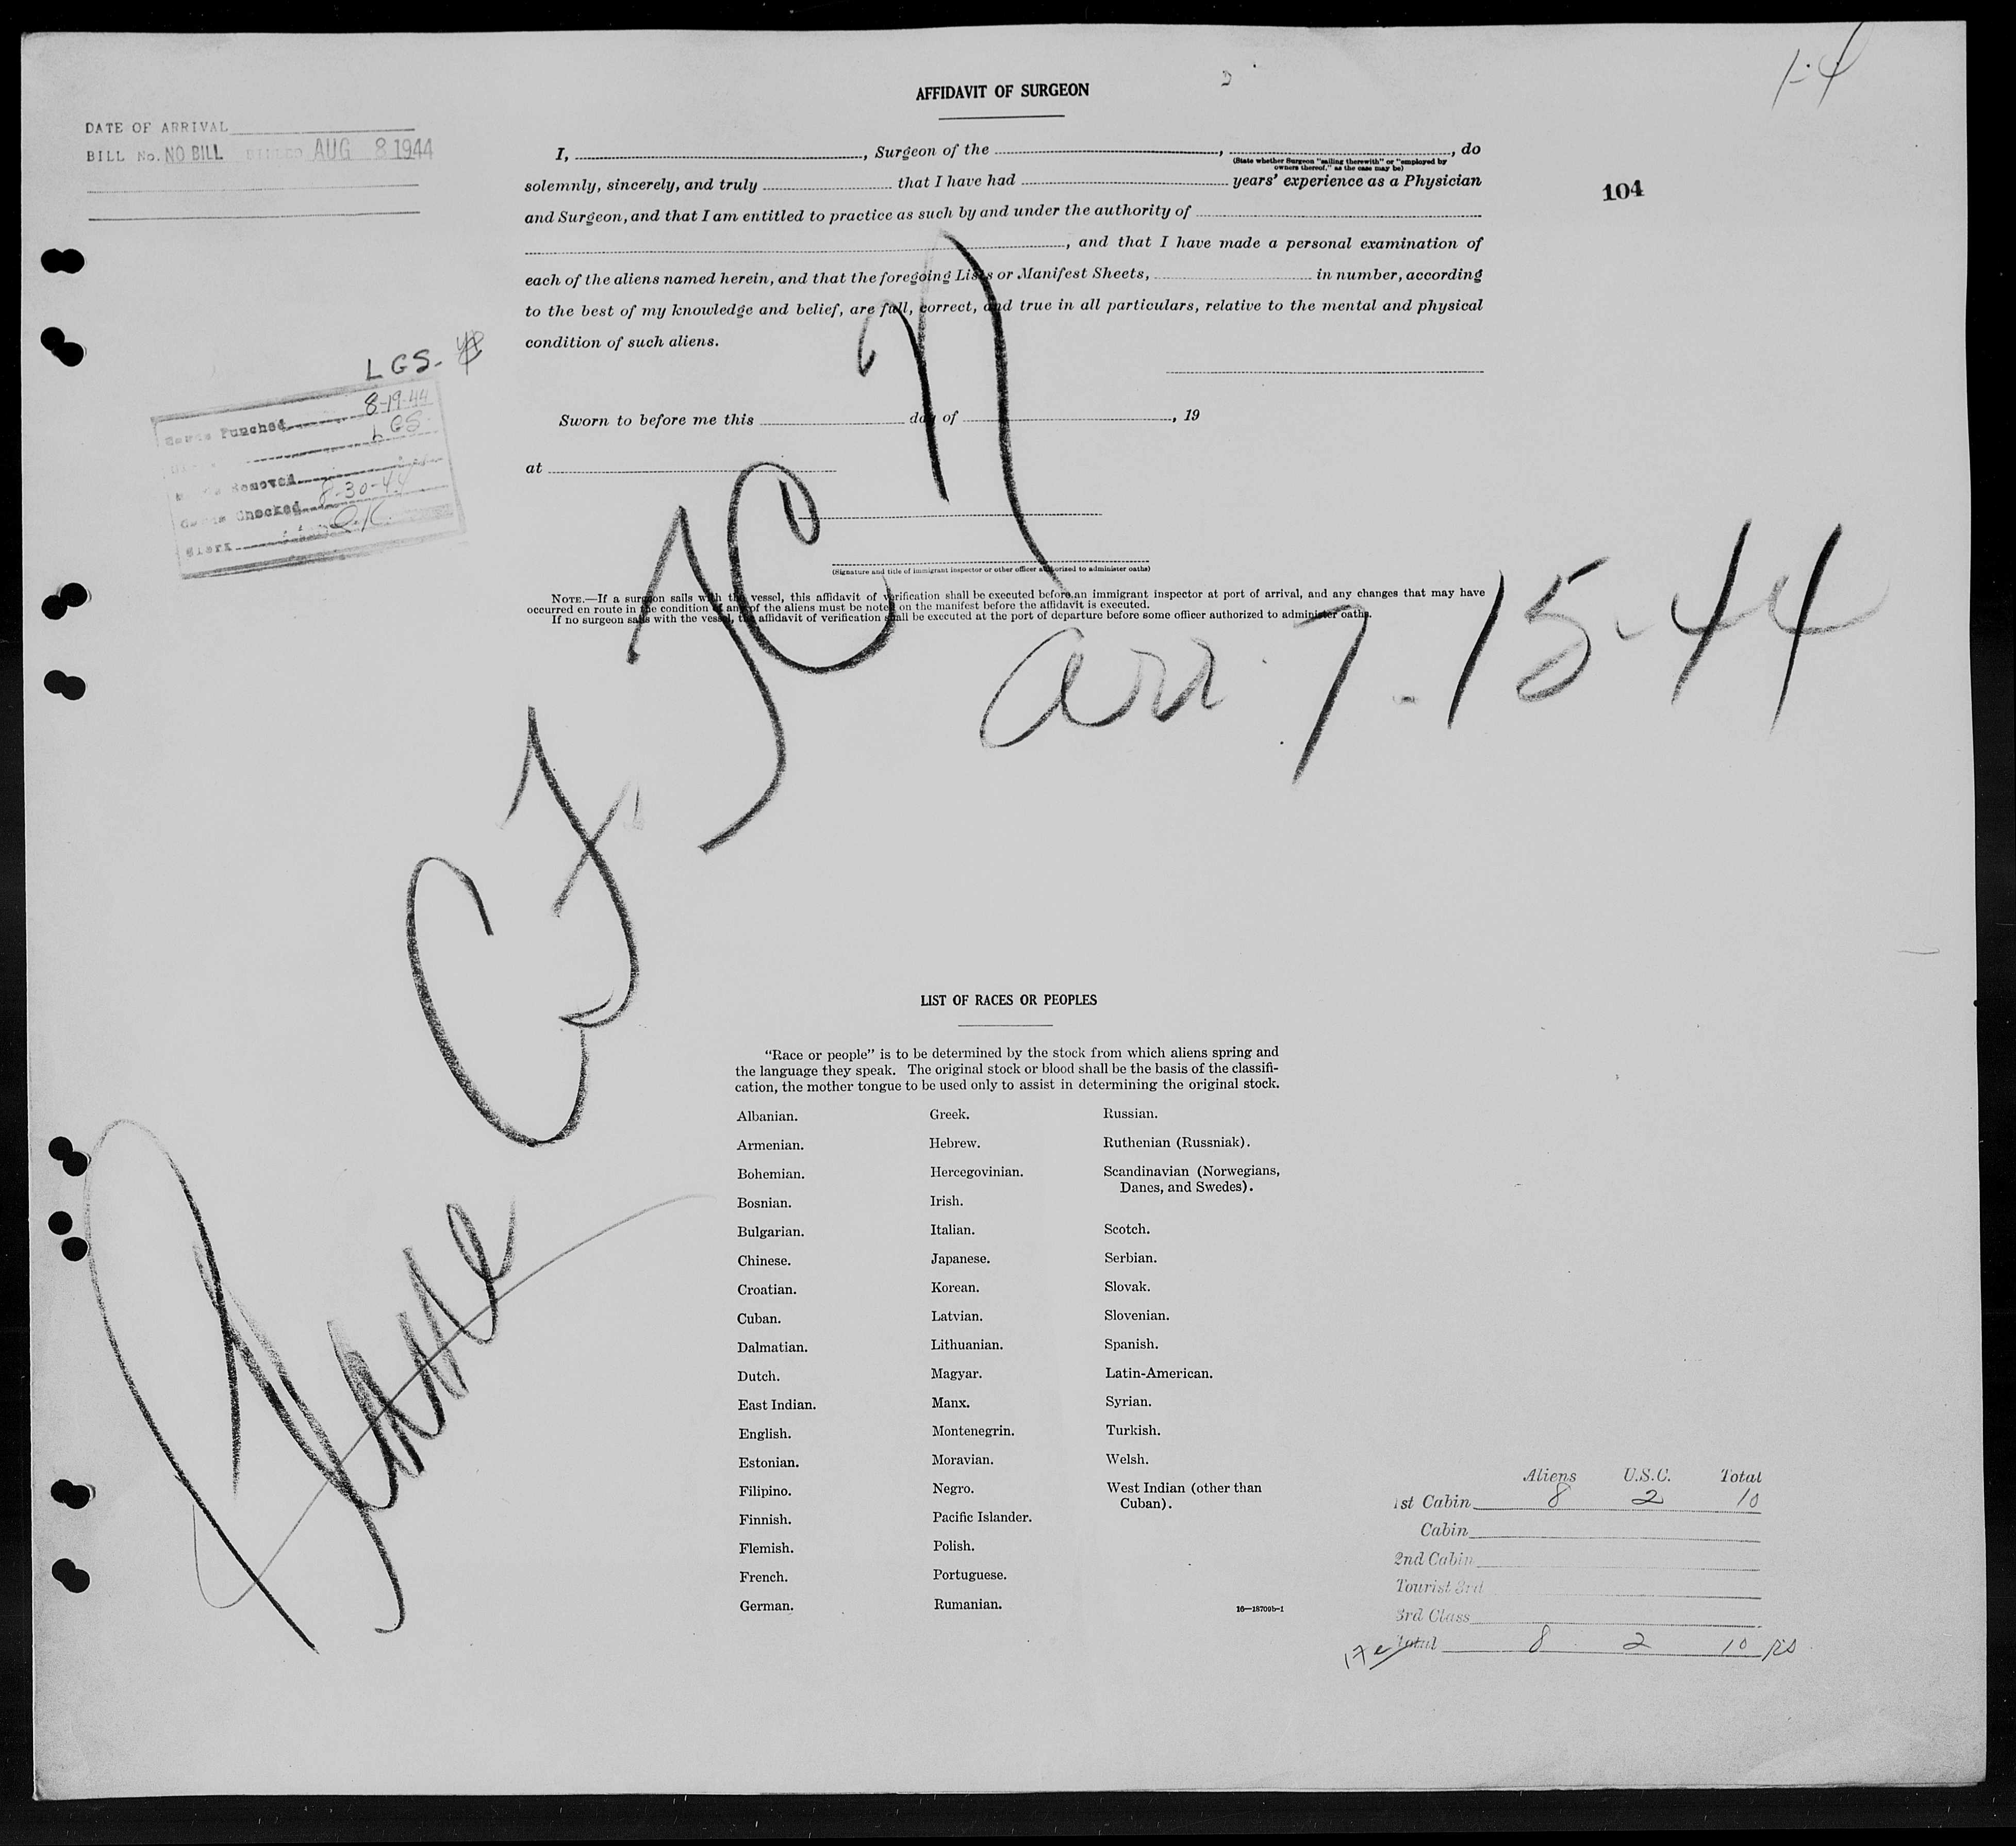 1-4
AFFIDAVIT OF SURGEON
DATE OF ARRIVAL
BILL No. NO BILL BILLED AUG 8 1944
104
I, , Surgeon of the , , do
(State whether Surgeon "sailing therewith" or "employed by
owners thereof," as the case may be)
solemnly, sincerely, and truly that I have had years' experience as a Physician
and Surgeon, and that I am entitled to practice as such by and under the authority of
, and that I have made a personal examination of
each of the aliens named herein, and that the foregoing Lists or Manifest Sheets, in number, according
to the best of my knowledge and belief, are full, correct, and true in all particulars, relative to the mental and physical
condition of such aliens.
LGS.
Punched 8-19-44
LGS.
Removed
Checked 8-30-44
Clerk O.K.
Sworn to before me this day of , 19
at
(Signature and title of immigrant inspector or other officer authorized to administer oaths)
NOTE.—If a surgeon sails with the vessel, this affidavit of verification shall be executed before an immigrant inspector at port of arrival, and any changes that may have
occurred en route in the condition of any of the aliens must be noted on the manifest before the affidavit is executed.
If no surgeon sails with the vessel, the affidavit of verification shall be executed at the port of departure before some officer authorized to administer oaths.
arr 7-15-44
Plane
LIST OF RACES OR PEOPLES
"Race or people" is to be determined by the stock from which aliens spring and
the language they speak. The original stock or blood shall be the basis of the classifi-
cation, the mother tongue to be used only to assist in determining the original stock.
Albanian. Greek. Russian.
Armenian. Hebrew. Ruthenian (Russniak).
Bohemian. Hercegovinian. Scandinavian (Norwegians,
Danes, and Swedes).
Bosnian. Irish.
Bulgarian. Italian. Scotch.
Chinese. Japanese. Serbian.
Croatian. Korean. Slovak.
Cuban. Latvian. Slovenian.
Dalmatian. Lithuanian. Spanish.
Dutch. Magyar. Latin-American.
East Indian. Manx. Syrian.
English. Montenegrin. Turkish.
Estonian. Moravian. Welsh.
Filipino. Negro. West Indian (other than
Cuban).
Finnish. Pacific Islander.
Flemish. Polish.
French. Portuguese.
German. Rumanian.
16—18709b-1
Aliens U.S.C. Total
1st Cabin 8 2 10
Cabin
2nd Cabin
Tourist 3rd
3rd Class
Total 8 2 10